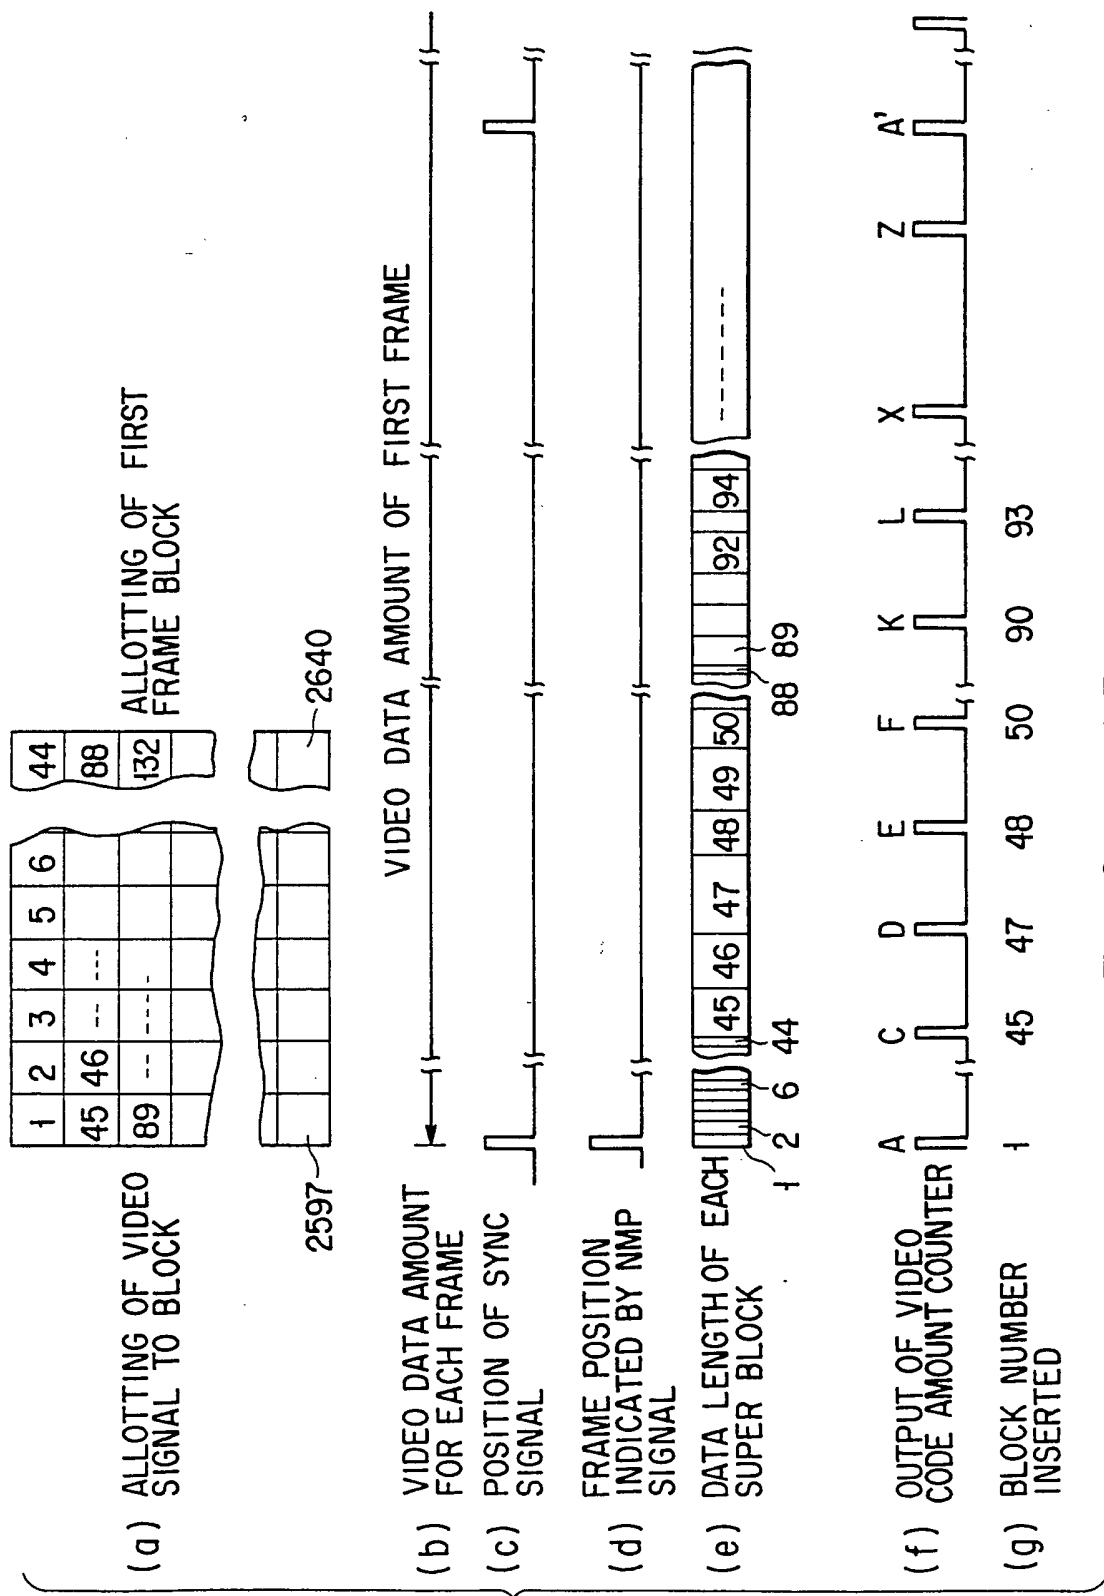 (a) ALLOTTING OF VIDEO
SIGNAL TO BLOCK
1 2 3 4 5 6 44
45 46 -- --- 88
89 --- ----. 132
2597
2640
ALLOTTING OF FIRST
FRAME BLOCK
(b) VIDEO DATA AMOUNT
FOR EACH FRAME
VIDEO DATA AMOUNT OF FIRST FRAME
(c) POSITION OF SYNC
SIGNAL
(d) FRAME POSITION
INDICATED BY NMP
SIGNAL
(e) DATA LENGTH OF EACH
SUPER BLOCK
45 46 47 48 49 50 92 94 -------
1 2 6 44 88 89
(f) OUTPUT OF VIDEO
CODE AMOUNT COUNTER
A C D E F K L X Z A'
(g) BLOCK NUMBER
INSERTED
1 45 47 48 50 90 93